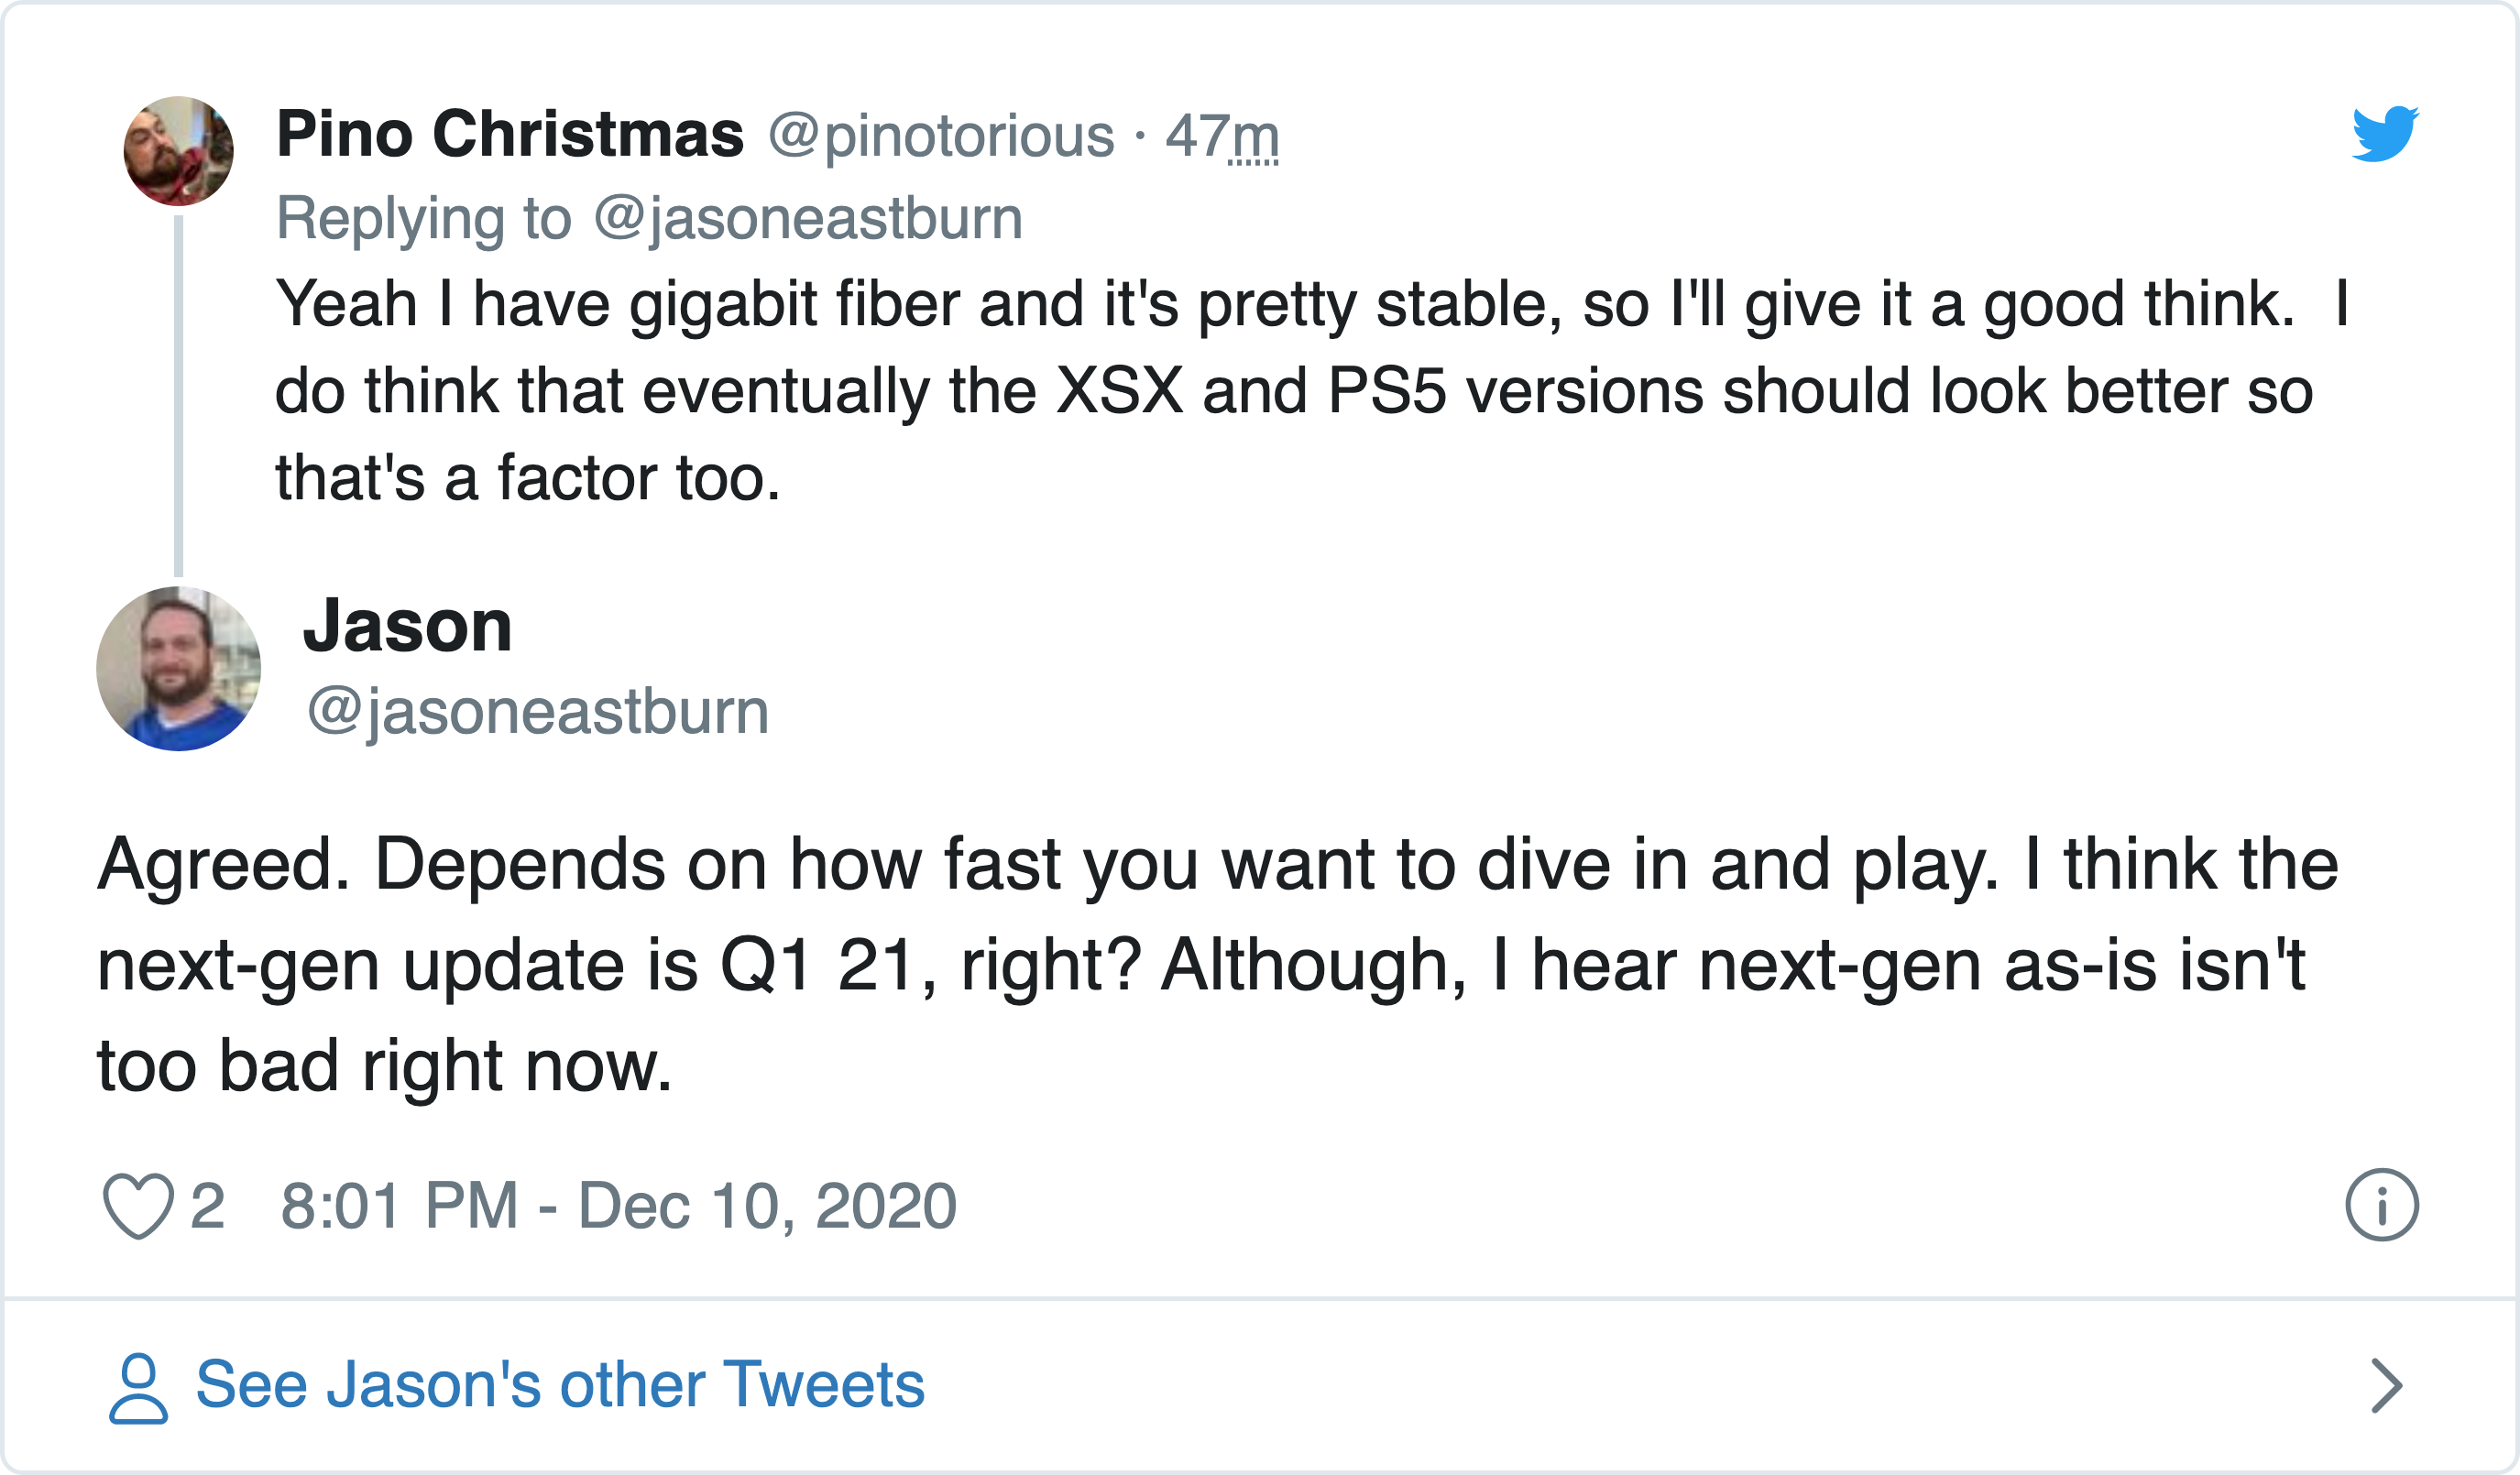 Pino Christmas @pinotorious · 47m
Replying to @jasoneastburn
Yeah I have gigabit fiber and it's pretty stable, so I'll give it a good think.  I
do think that eventually the XSX and PS5 versions should look better so
that's a factor too.
Jason
@jasoneastburn
Agreed. Depends on how fast you want to dive in and play. I think the
next-gen update is Q1 21, right? Although, I hear next-gen as-is isn't
too bad right now.
2 8:01 PM - Dec 10, 2020
See Jason's other Tweets